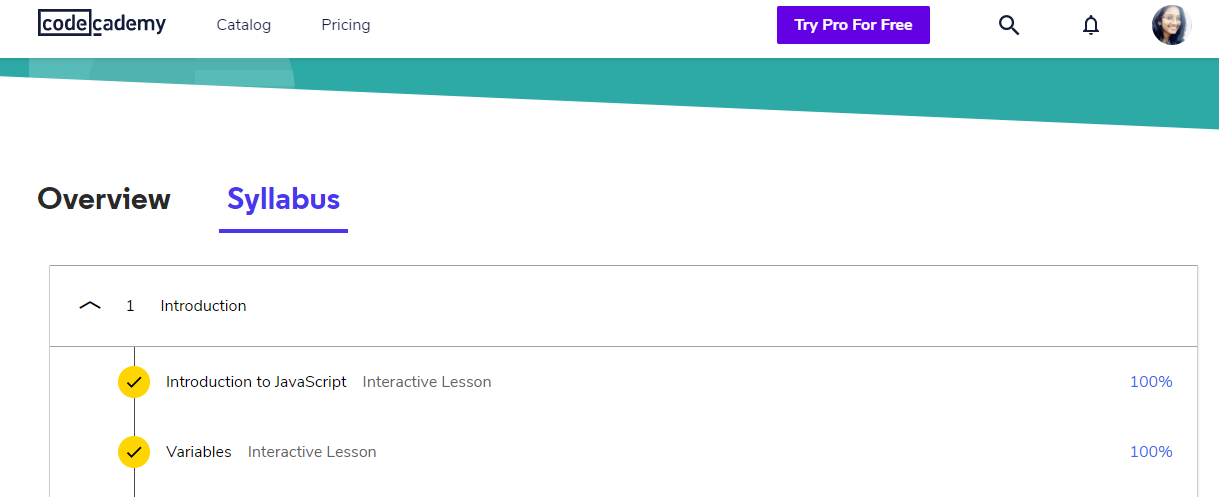 codecademy Catalog Pricing Try Pro For Free
Overview Syllabus
1 Introduction
Introduction to JavaScript Interactive Lesson 100%
Variables Interactive Lesson 100%